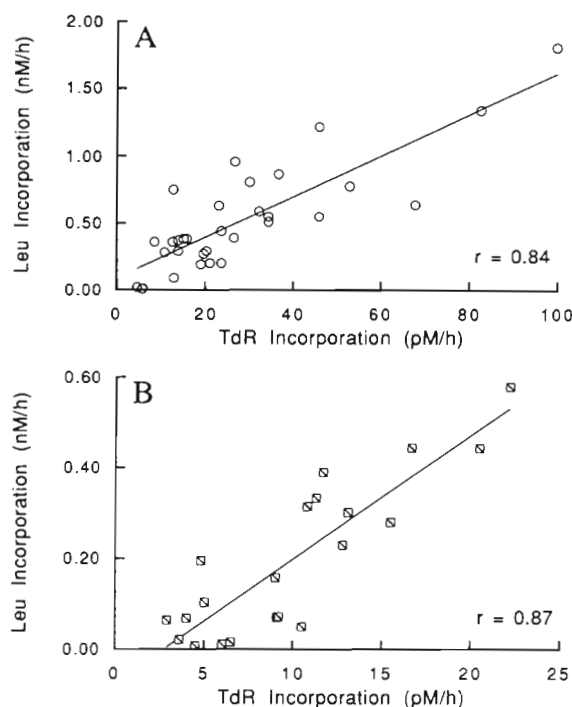 A
Leu Incorporation (nM/h)
2.00
1.50
1.00
0.50
0.00
r = 0.84
0 20 40 60 80 100
TdR Incorporation (pM/h)
B
Leu Incorporation (nM/h)
0.60
0.40
0.20
0.00
r = 0.87
0 5 10 15 20 25
TdR Incorporation (pM/h)